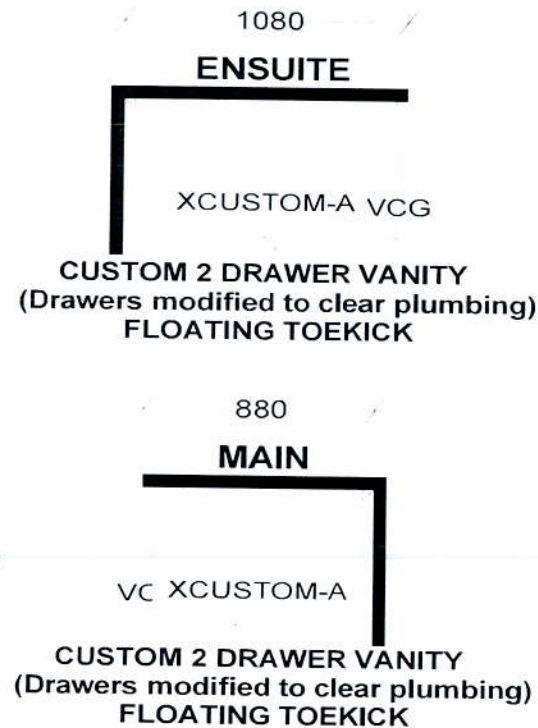 1080
ENSUITE
XCUSTOM-A VCG
CUSTOM 2 DRAWER VANITY
(Drawers modified to clear plumbing)
FLOATING TOEKICK
880
MAIN
VC XCUSTOM-A
CUSTOM 2 DRAWER VANITY
(Drawers modified to clear plumbing)
FLOATING TOEKICK